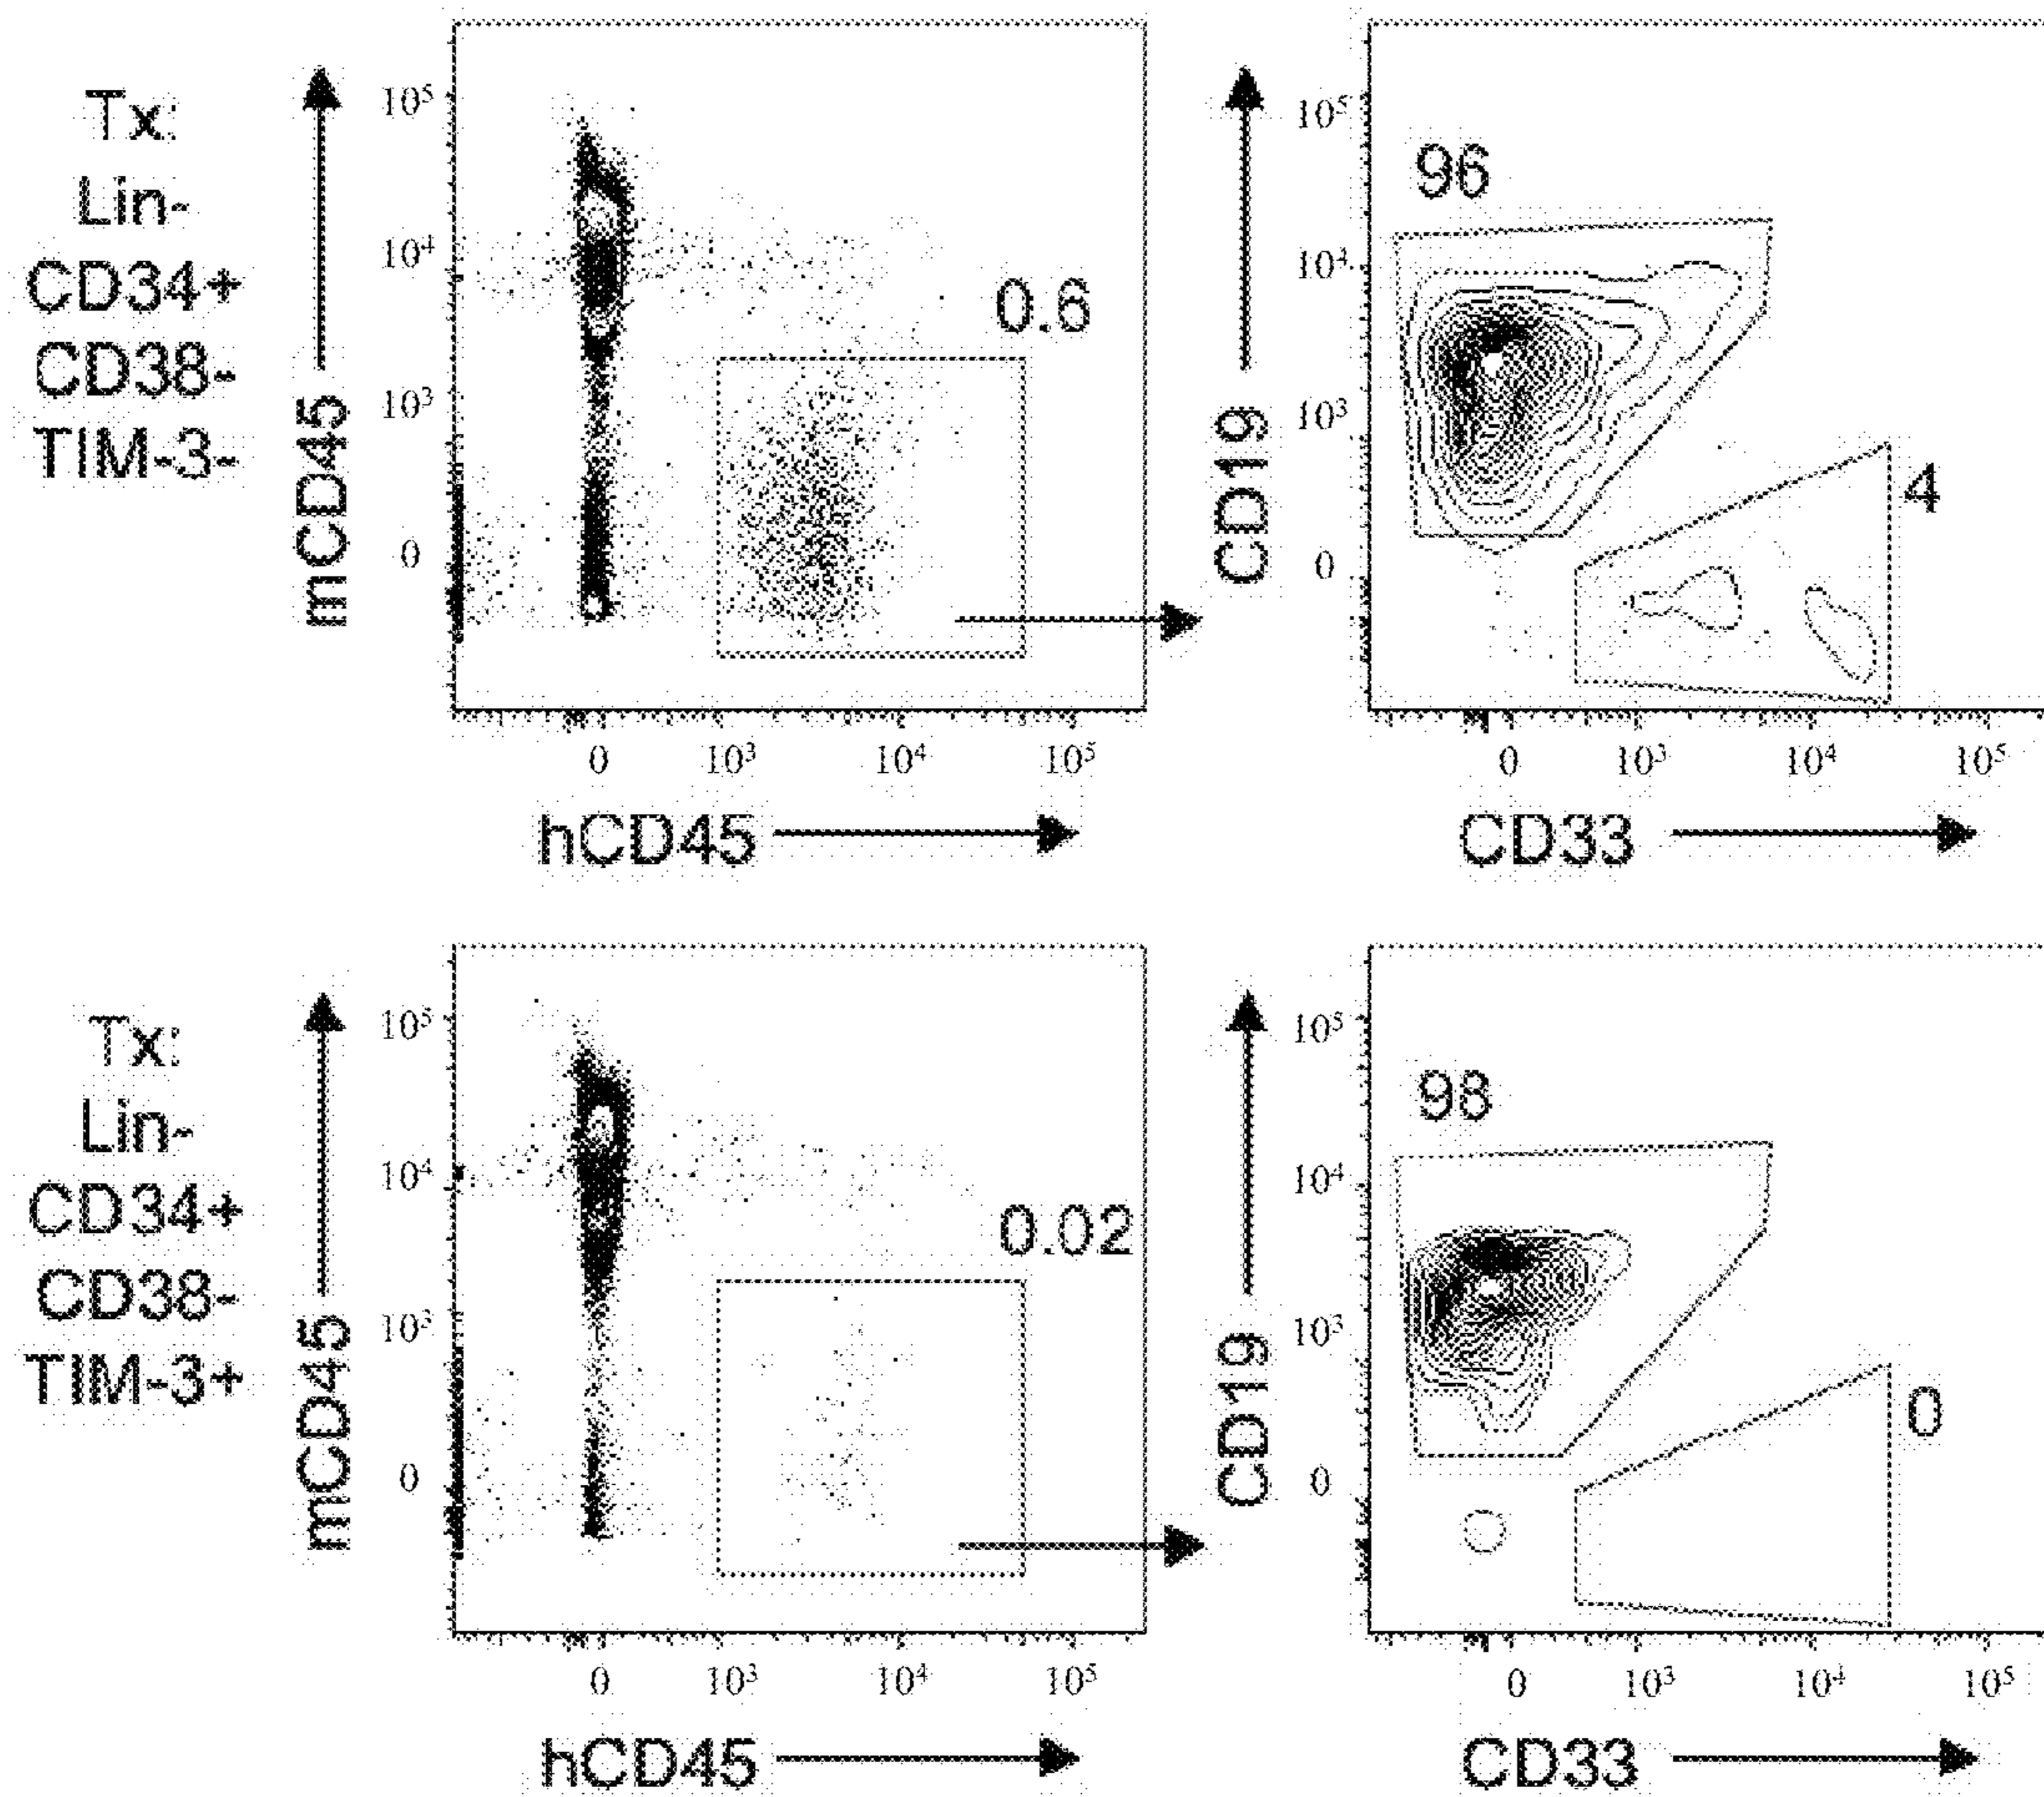 Tx:
Lin-
CD34+
CD38-
TIM-3-
mCD45
10⁵
10⁴
10³
0
0.6
0
10³
10⁴
10⁵
hCD45
CD19
10⁵
10⁴
10³
0
96
4
0
10³
10⁴
10⁵
CD33
Tx:
Lin-
CD34+
CD38-
TIM-3+
mCD45
10⁵
10⁴
10³
0
0.02
0
10³
10⁴
10⁵
hCD45
CD19
10⁵
10⁴
10³
0
98
0
0
10³
10⁴
10⁵
CD33